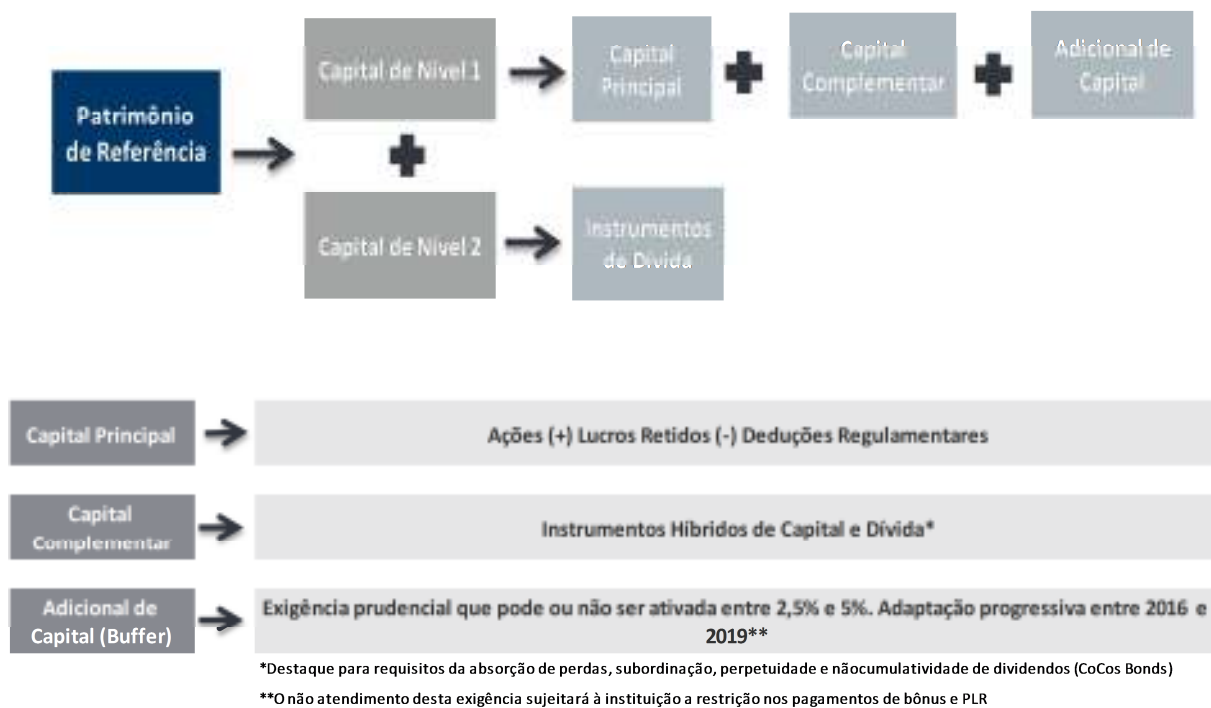 Patrimônio
de Referência
Capital de Nível 1
Capital
Principal
Capital
Complementar
Adicional de
Capital
Capital de Nível 2
Instrumentos
de Dívida
Capital Principal
Ações (+) Lucros Retidos (-) Deduções Regulamentares
Capital
Complementar
Instrumentos Híbridos de Capital e Dívida*
Adicional de
Capital (Buffer)
Exigência prudencial que pode ou não ser ativada entre 2,5% e 5%. Adaptação progressiva entre 2016 e
2019**
*Destaque para requisitos da absorção de perdas, subordinação, perpetuidade e nãocumulatividade de dividendos (CoCos Bonds)
**O não atendimento desta exigência sujeitará à instituição a restrição nos pagamentos de bônus e PLR